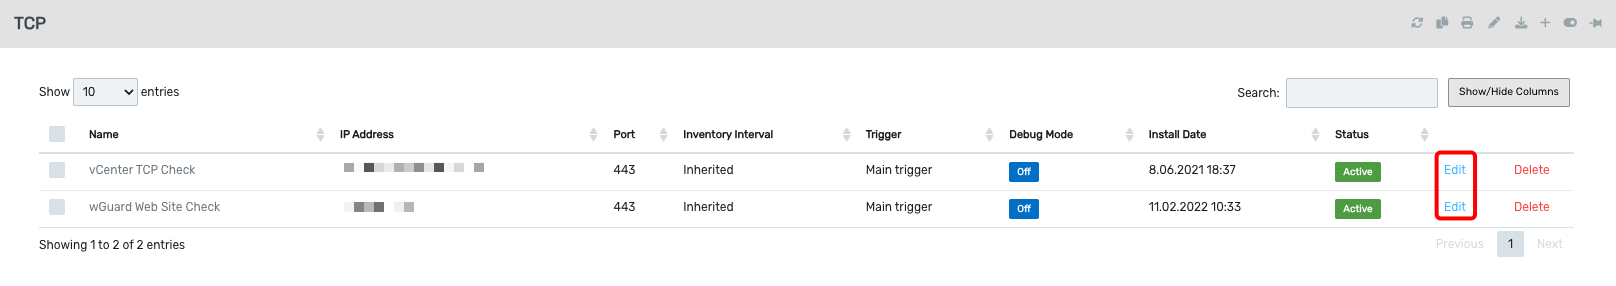 TCP
Show 10 entries
Search:
Show/Hide Columns
Name IP Address Port Inventory Interval Trigger Debug Mode Install Date Status
vCenter TCP Check 443 Inherited Main trigger Off 8.06.2021 18:37 Active Edit Delete
wGuard Web Site Check 443 Inherited Main trigger Off 11.02.2022 10:33 Active Edit Delete
Showing 1 to 2 of 2 entries
Previous 1 Next